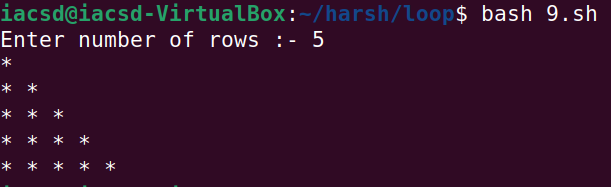 iacsd@iacsd-VirtualBox:~/harsh/loop$ bash 9.sh
Enter number of rows :- 5
*
* *
* * *
* * * *
* * * * *